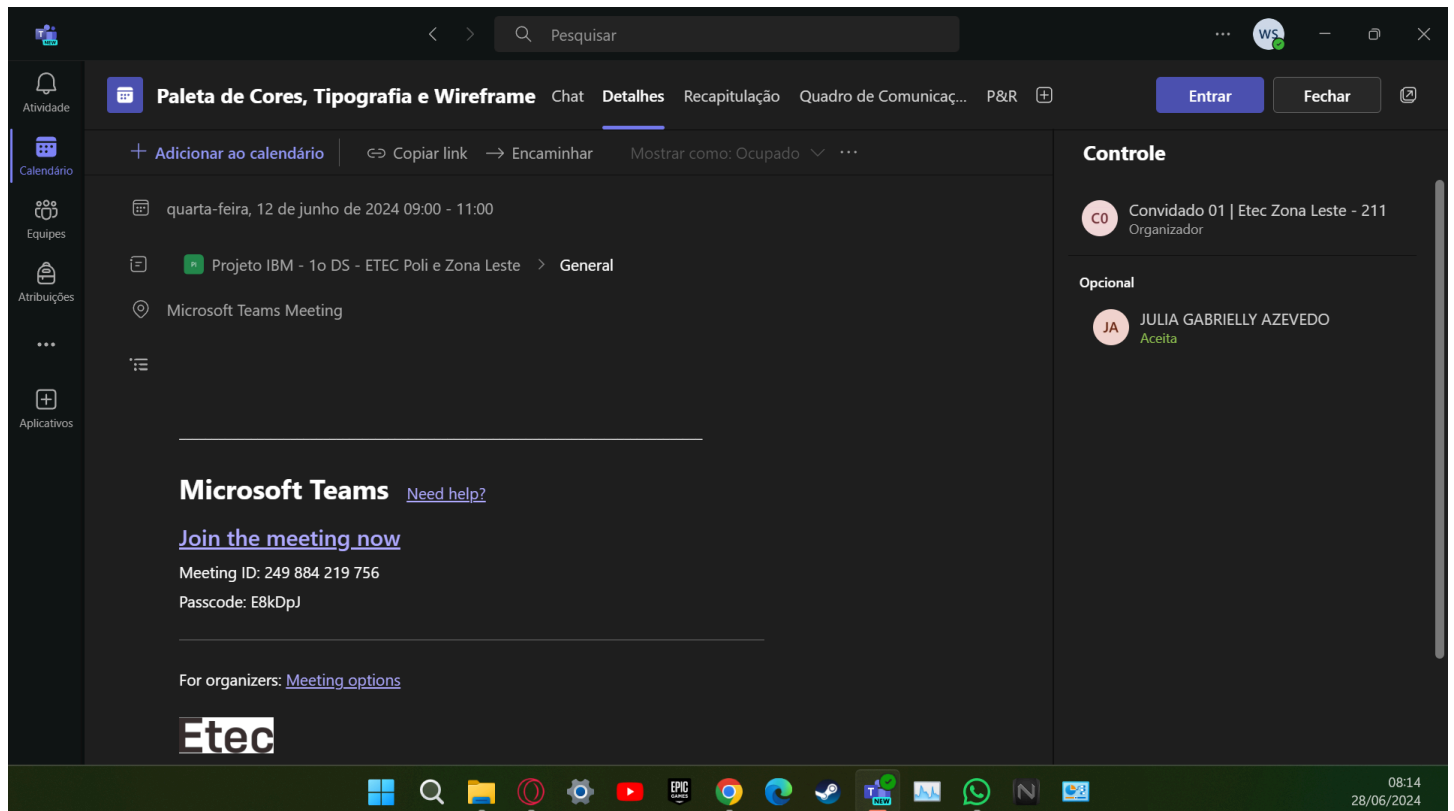 Pesquisar
WS
Atividade
Calendário
Equipes
Atribuições
Aplicativos
Paleta de Cores, Tipografia e Wireframe Chat Detalhes Recapitulação Quadro de Comunicaç... P&R
Entrar Fechar
Adicionar ao calendário Copiar link Encaminhar Mostrar como: Ocupado
quarta-feira, 12 de junho de 2024 09:00 - 11:00
Projeto IBM - 1o DS - ETEC Poli e Zona Leste > General
Microsoft Teams Meeting
Microsoft Teams Need help?
Join the meeting now
Meeting ID: 249 884 219 756
Passcode: E8kDpJ
For organizers: Meeting options
Etec
Controle
C0 Convidado 01 | Etec Zona Leste - 211
Organizador
Opcional
JA JULIA GABRIELLY AZEVEDO
Aceita
EPIC
GAMES
NEW
08:14
28/06/2024